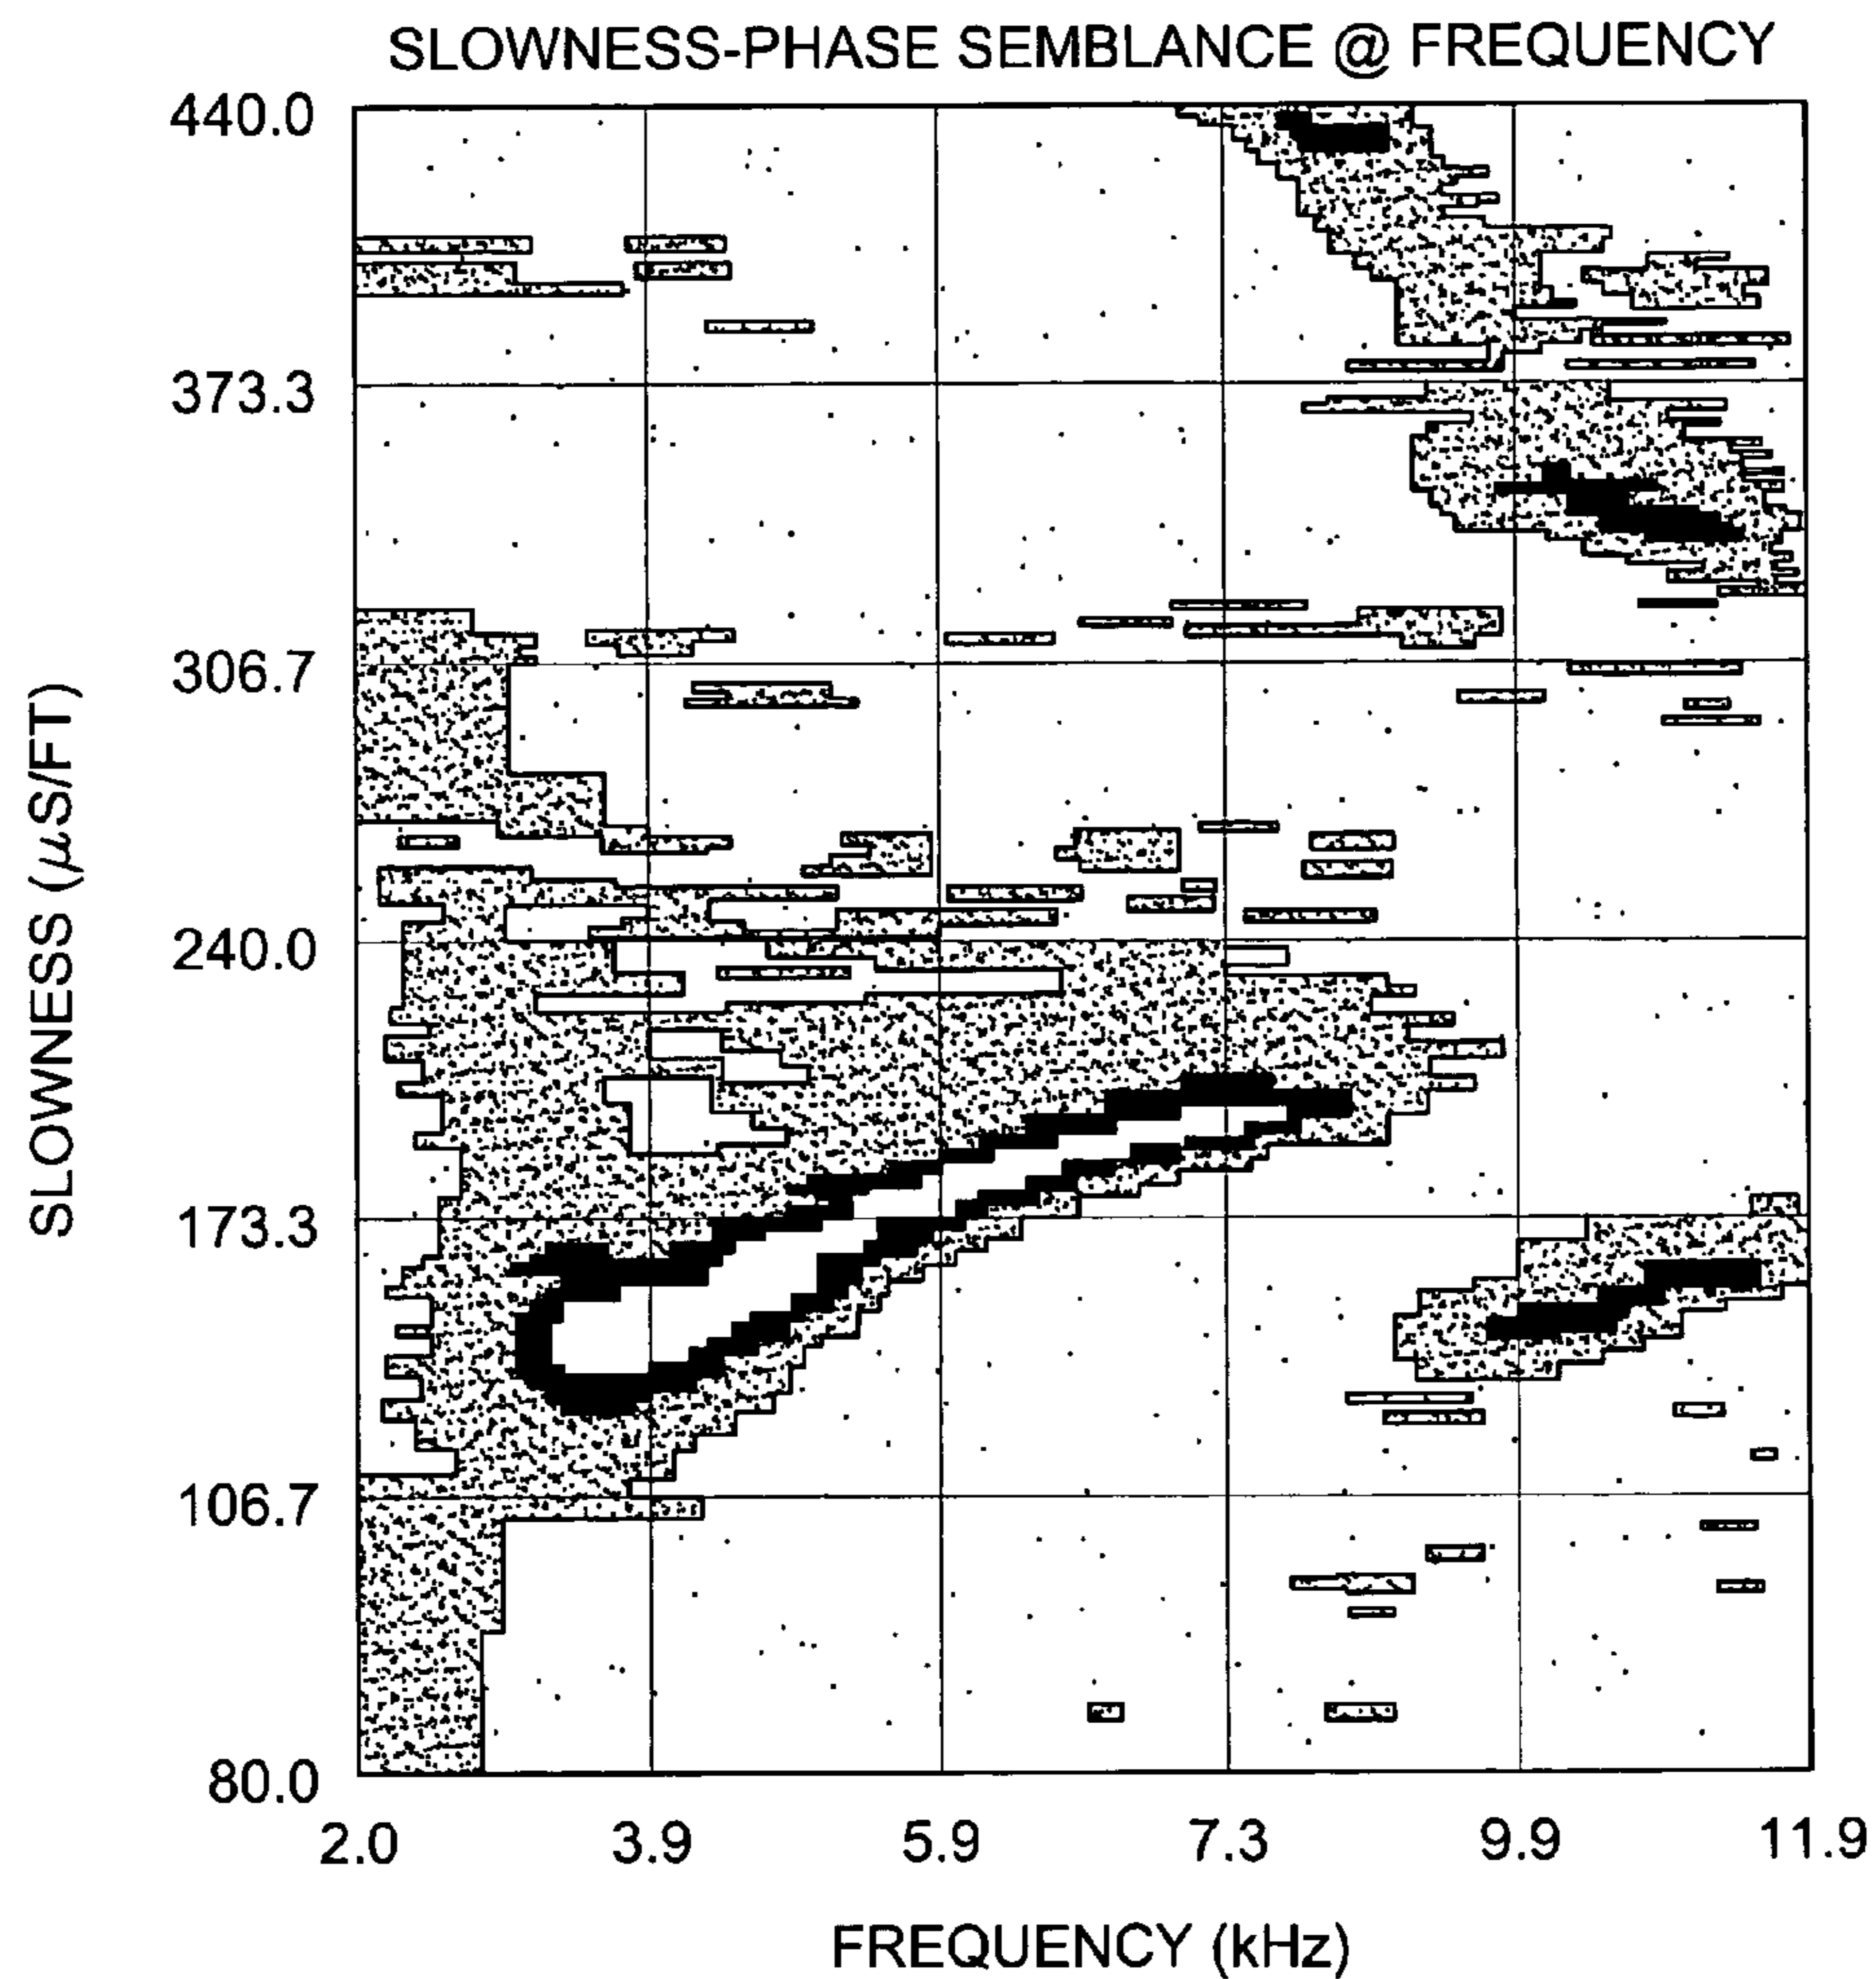 SLOWNESS-PHASE SEMBLANCE @ FREQUENCY
440.0
373.3
306.7
240.0
173.3
106.7
80.0
SLOWNESS (μS/FT)
2.0 3.9 5.9 7.3 9.9 11.9
FREQUENCY (kHz)